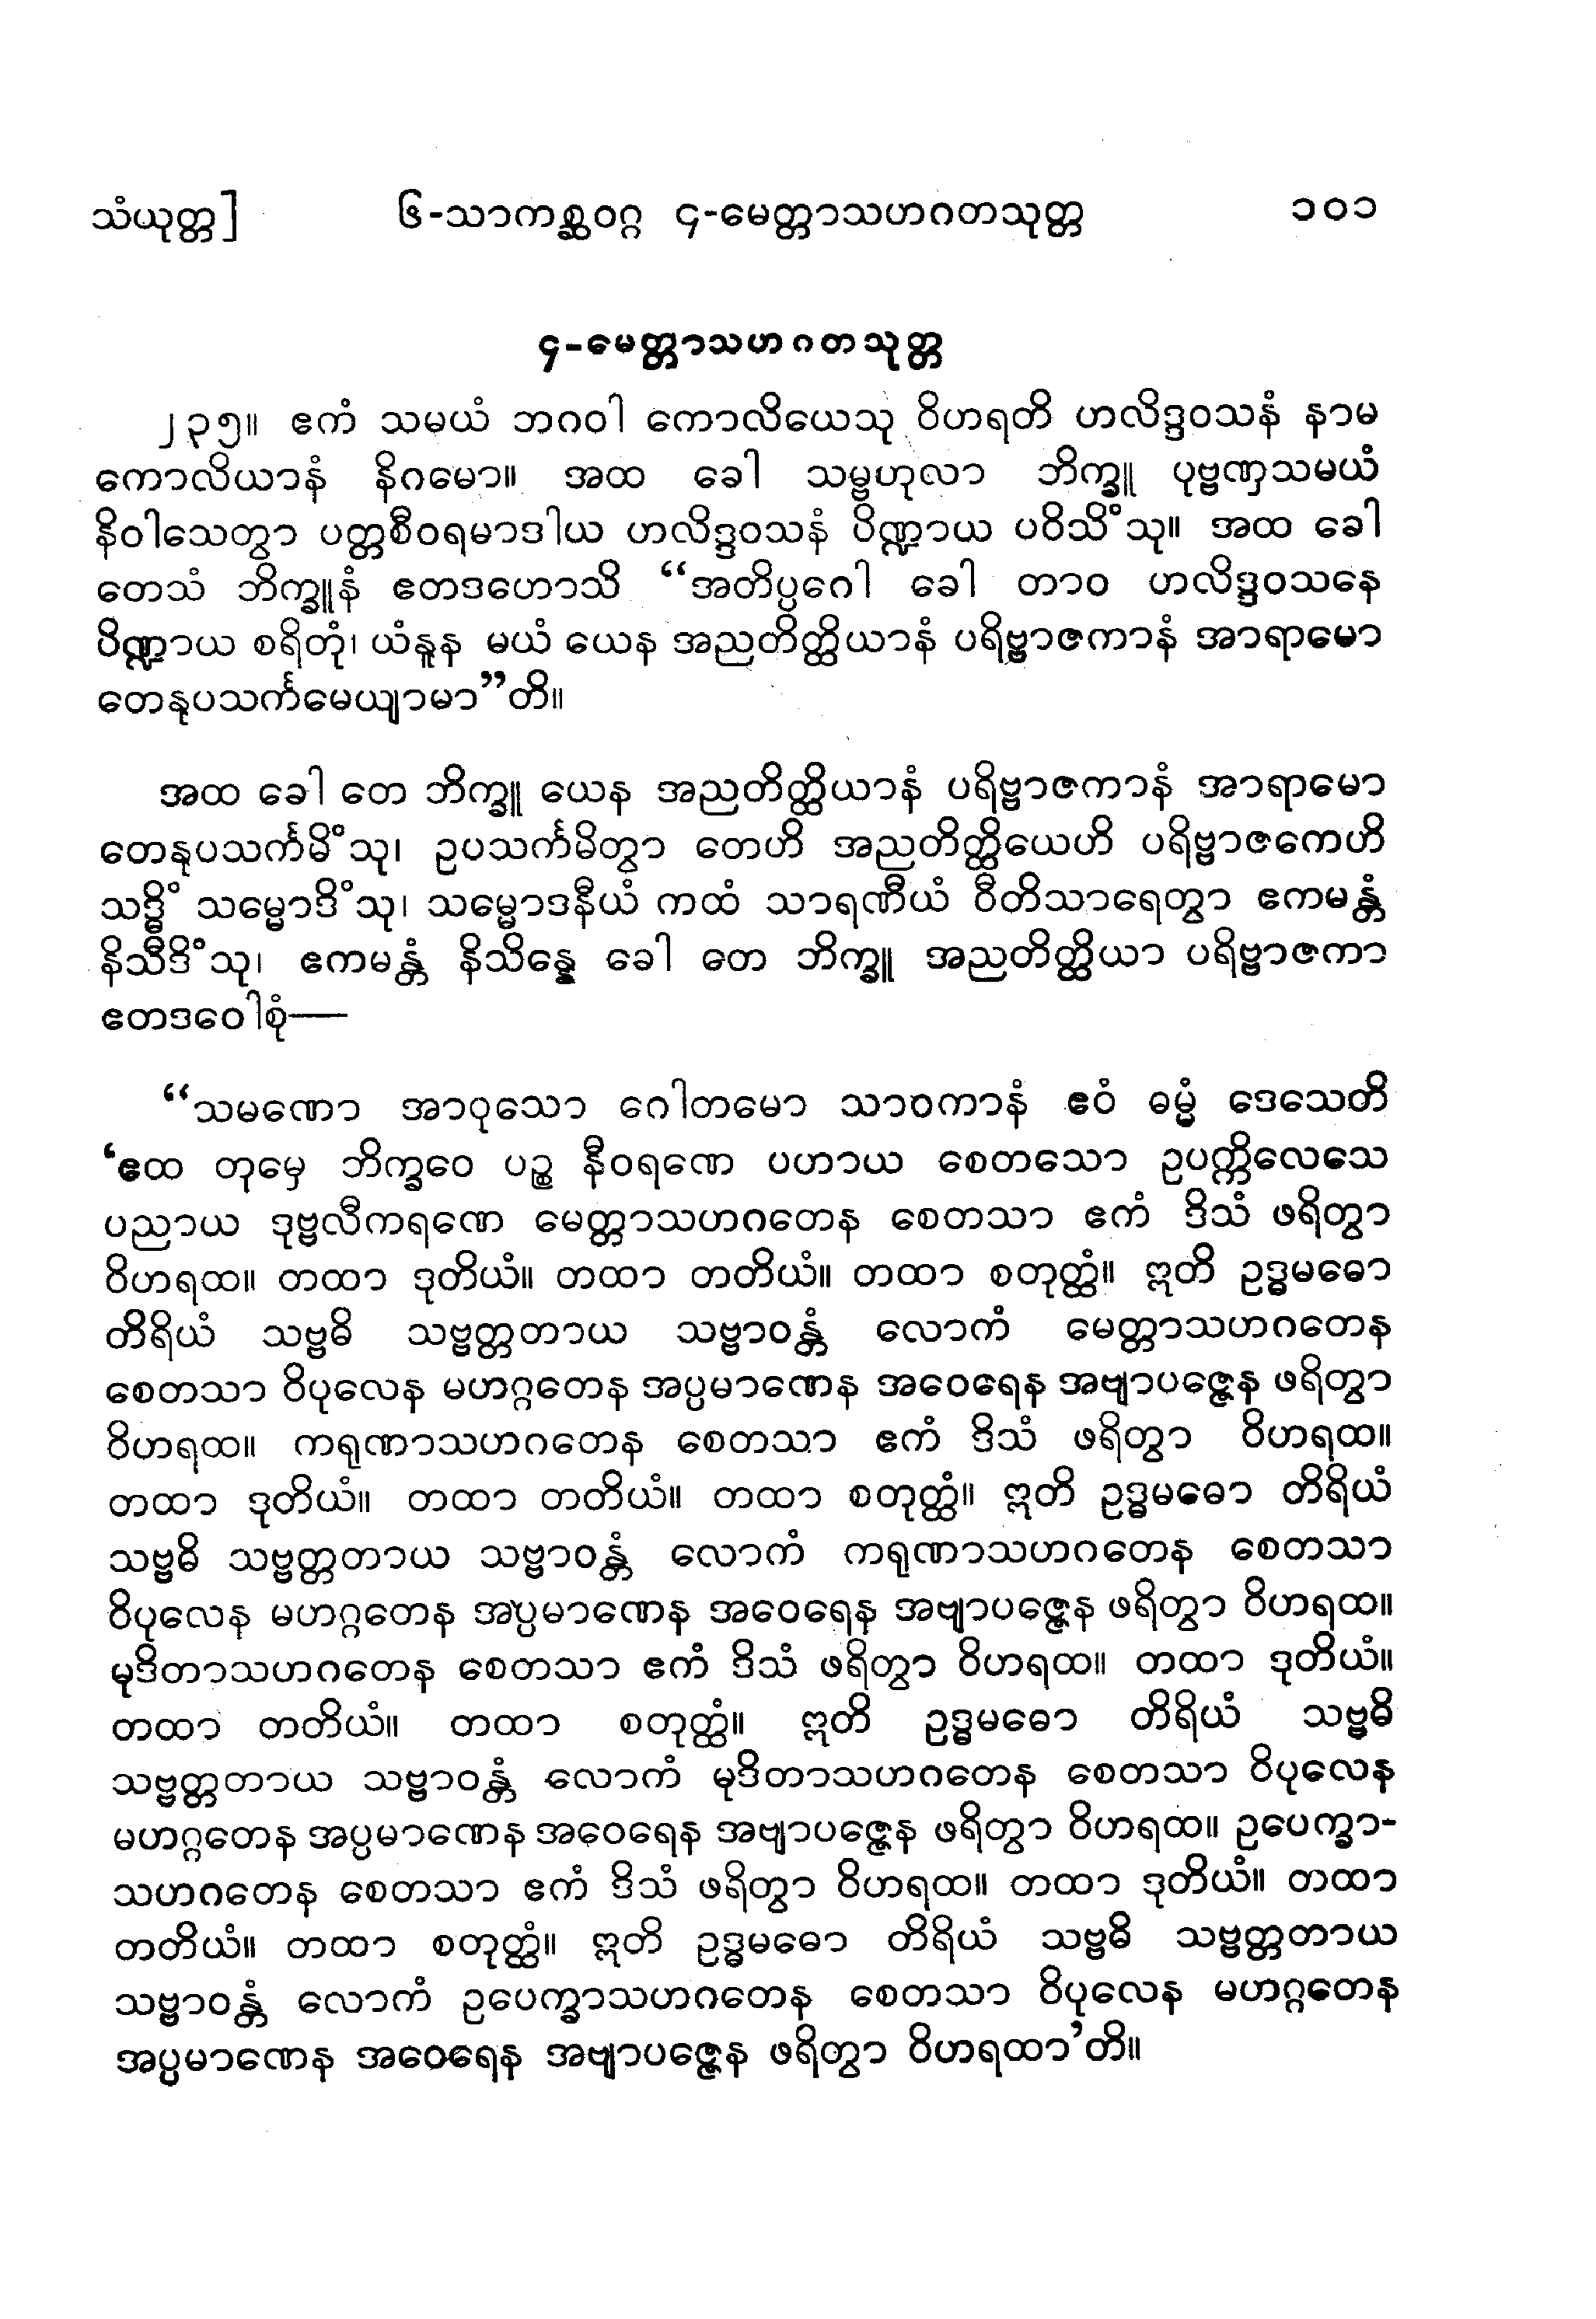 သံယုတ္တ] ၆-သာကစ္ဆဝဂ္ဂ ၄-မေတ္တာသဟဂတသုတ္တ ၁၀၁
၄-မေတ္တာသဟဂတသုတ္တ
၂၃၅။ ဧကံ သမယံ ဘဂဝါ ကောလိယေသု ဝိဟရတိ ဟလိဒ္ဒဝသနံ နာမ
ကောလိယာနံ နိဂမော။ အထ ခေါ သမ္ဗဟုလာ ဘိက္ခူ ပုဗ္ဗဏှသမယံ
နိဝါသေတွာ ပတ္တစီဝရမာဒါယ ဟလိဒ္ဒဝသနံ ပိဏ္ဍာယ ပဝိသိံသု။ အထ ခေါ
တေသံ ဘိက္ခူနံ ဧတဒဟောသိ “အတိပ္ပဂေါ ခေါ တာဝ ဟလိဒ္ဒဝသနေ
ပိဏ္ဍာယ စရိတုံ၊ ယံနူန မယံ ယေန အညတိတ္ထိယာနံ ပရိဗ္ဗာဇကာနံ အာရာမော
တေနုပသင်္ကမေယျာမာ”တိ။
အထ ခေါ တေ ဘိက္ခူ ယေန အညတိတ္ထိယာနံ ပရိဗ္ဗာဇကာနံ အာရာမော
တေနုပသင်္ကမိံသု၊ ဥပသင်္ကမိတွာ တေဟိ အညတိတ္ထိယေဟိ ပရိဗ္ဗာဇကေဟိ
သဒ္ဓိံ သမ္မောဒိံသု၊ သမ္မောဒနီယံ ကထံ သာရဏီယံ ဝီတိသာရေတွာ ဧကမန္တံ
နိသီဒိံသု၊ ဧကမန္တံ နိသိန္နေ ခေါ တေ ဘိက္ခူ အညတိတ္ထိယာ ပရိဗ္ဗာဇကာ
ဧတဒဝေါစုံ—
“သမဏော အာဝုသော ဂေါတမော သာဝကာနံ ဧဝံ ဓမ္မံ ဒေသေတိ
‘ဧထ တုမှေ ဘိက္ခဝေ ပဉ္စ နီဝရဏေ ပဟာယ စေတသော ဥပက္ကိလေသေ
ပညာယ ဒုဗ္ဗလီကရဏေ မေတ္တာသဟဂတေန စေတသာ ဧကံ ဒိသံ ဖရိတွာ
ဝိဟရထ။ တထာ ဒုတိယံ။ တထာ တတိယံ။ တထာ စတုတ္ထံ။ ဣတိ ဥဒ္ဓမဓော
တိရိယံ သဗ္ဗဓိ သဗ္ဗတ္တတာယ သဗ္ဗာဝန္တံ လောကံ မေတ္တာသဟဂတေန
စေတသာ ဝိပုလေန မဟဂ္ဂတေန အပ္ပမာဏေန အဝေရေန အဗျာပဇ္ဇေန ဖရိတွာ
ဝိဟရထ။ ကရုဏာသဟဂတေန စေတသာ ဧကံ ဒိသံ ဖရိတွာ ဝိဟရထ။
တထာ ဒုတိယံ။ တထာ တတိယံ။ တထာ စတုတ္ထံ။ ဣတိ ဥဒ္ဓမဓော တိရိယံ
သဗ္ဗဓိ သဗ္ဗတ္တတာယ သဗ္ဗာဝန္တံ လောကံ ကရုဏာသဟဂတေန စေတသာ
ဝိပုလေန မဟဂ္ဂတေန အပ္ပမာဏေန အဝေရေန အဗျာပဇ္ဇေန ဖရိတွာ ဝိဟရထ။
မုဒိတာသဟဂတေန စေတသာ ဧကံ ဒိသံ ဖရိတွာ ဝိဟရထ။ တထာ ဒုတိယံ။
တထာ တတိယံ။ တထာ စတုတ္ထံ။ ဣတိ ဥဒ္ဓမဓော တိရိယံ သဗ္ဗဓိ
သဗ္ဗတ္တတာယ သဗ္ဗာဝန္တံ လောကံ မုဒိတာသဟဂတေန စေတသာ ဝိပုလေန
မဟဂ္ဂတေန အပ္ပမာဏေန အဝေရေန အဗျာပဇ္ဇေန ဖရိတွာ ဝိဟရထ။ ဥပေက္ခာ-
သဟဂတေန စေတသာ ဧကံ ဒိသံ ဖရိတွာ ဝိဟရထ။ တထာ ဒုတိယံ။ တထာ
တတိယံ။ တထာ စတုတ္ထံ။ ဣတိ ဥဒ္ဓမဓော တိရိယံ သဗ္ဗဓိ သဗ္ဗတ္တတာယ
သဗ္ဗာဝန္တံ လောကံ ဥပေက္ခာသဟဂတေန စေတသာ ဝိပုလေန မဟဂ္ဂတေန
အပ္ပမာဏေန အဝေရေန အဗျာပဇ္ဇေန ဖရိတွာ ဝိဟရထာ’တိ။